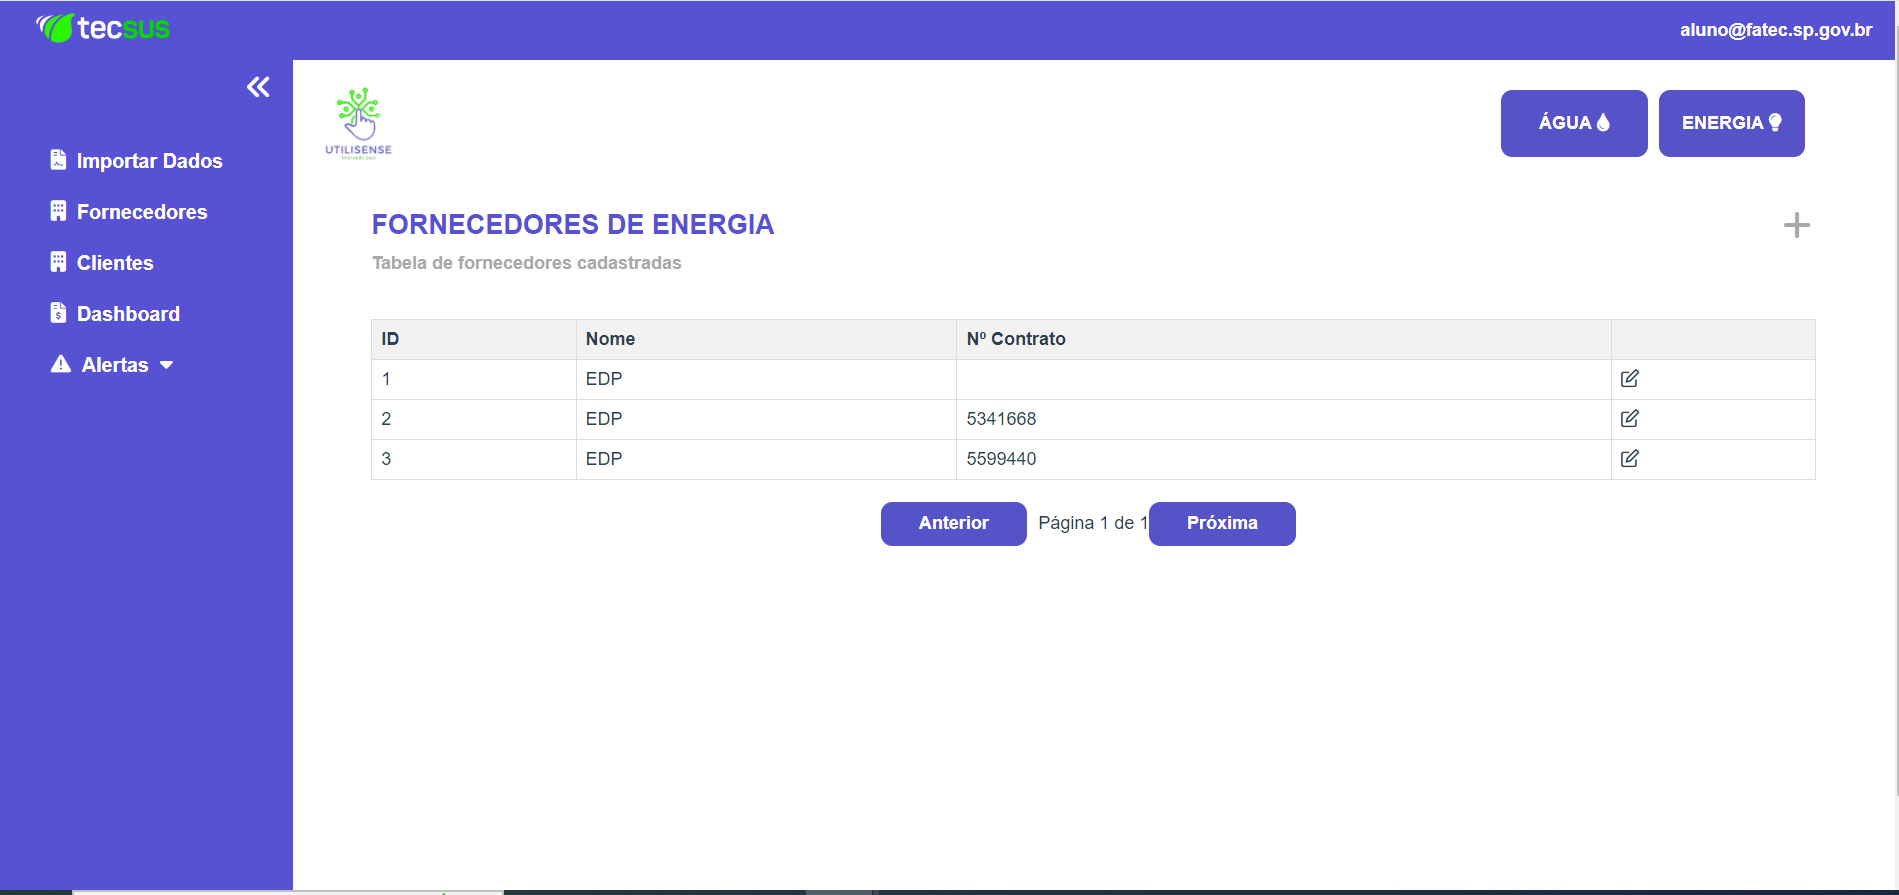 tecsus
aluno@fatec.sp.gov.br
Importar Dados
Fornecedores
Clientes
Dashboard
Alertas
UTILISENSE
TECHNOLOGY
ÁGUA
ENERGIA
FORNECEDORES DE ENERGIA
Tabela de fornecedores cadastradas
ID Nome Nº Contrato
1 EDP
2 EDP 5341668
3 EDP 5599440
Anterior Página 1 de 1 Próxima